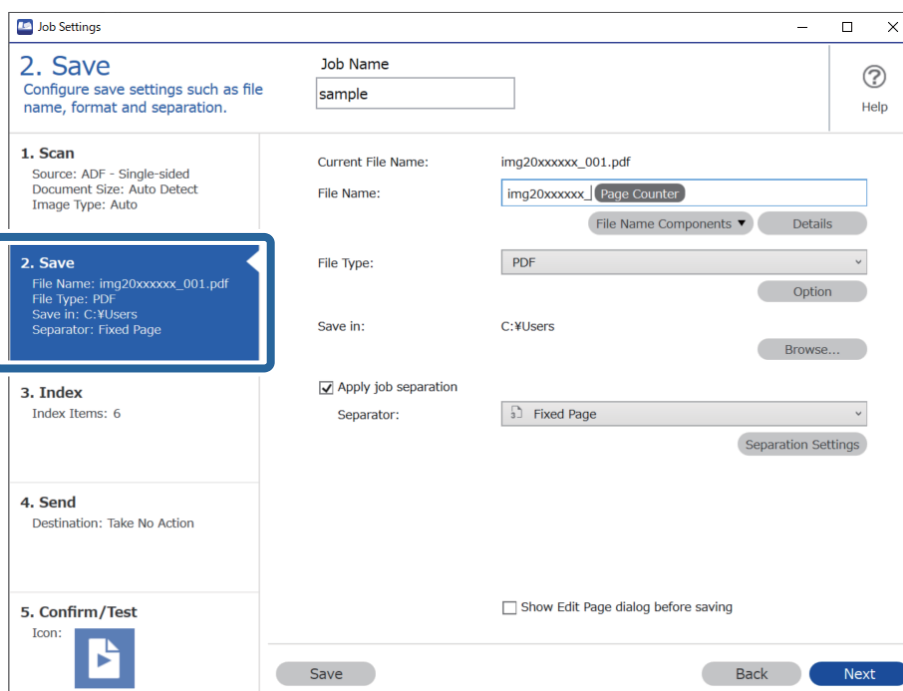 Job Settings
2. Save
Configure save settings such as file
name, format and separation.
Job Name
sample
Help
1. Scan
Source: ADF - Single-sided
Document Size: Auto Detect
Image Type: Auto
2. Save
File Name: img20xxxxxx_001.pdf
File Type: PDF
Save in: C:¥Users
Separator: Fixed Page
3. Index
Index Items: 6
4. Send
Destination: Take No Action
5. Confirm/Test
Icon:
Current File Name: img20xxxxxx_001.pdf
File Name: img20xxxxxx_ Page Counter
File Name Components ▼ Details
File Type: PDF
Option
Save in: C:¥Users
Browse...
Apply job separation
Separator: 3 Fixed Page
Separation Settings
Show Edit Page dialog before saving
Save Back Next